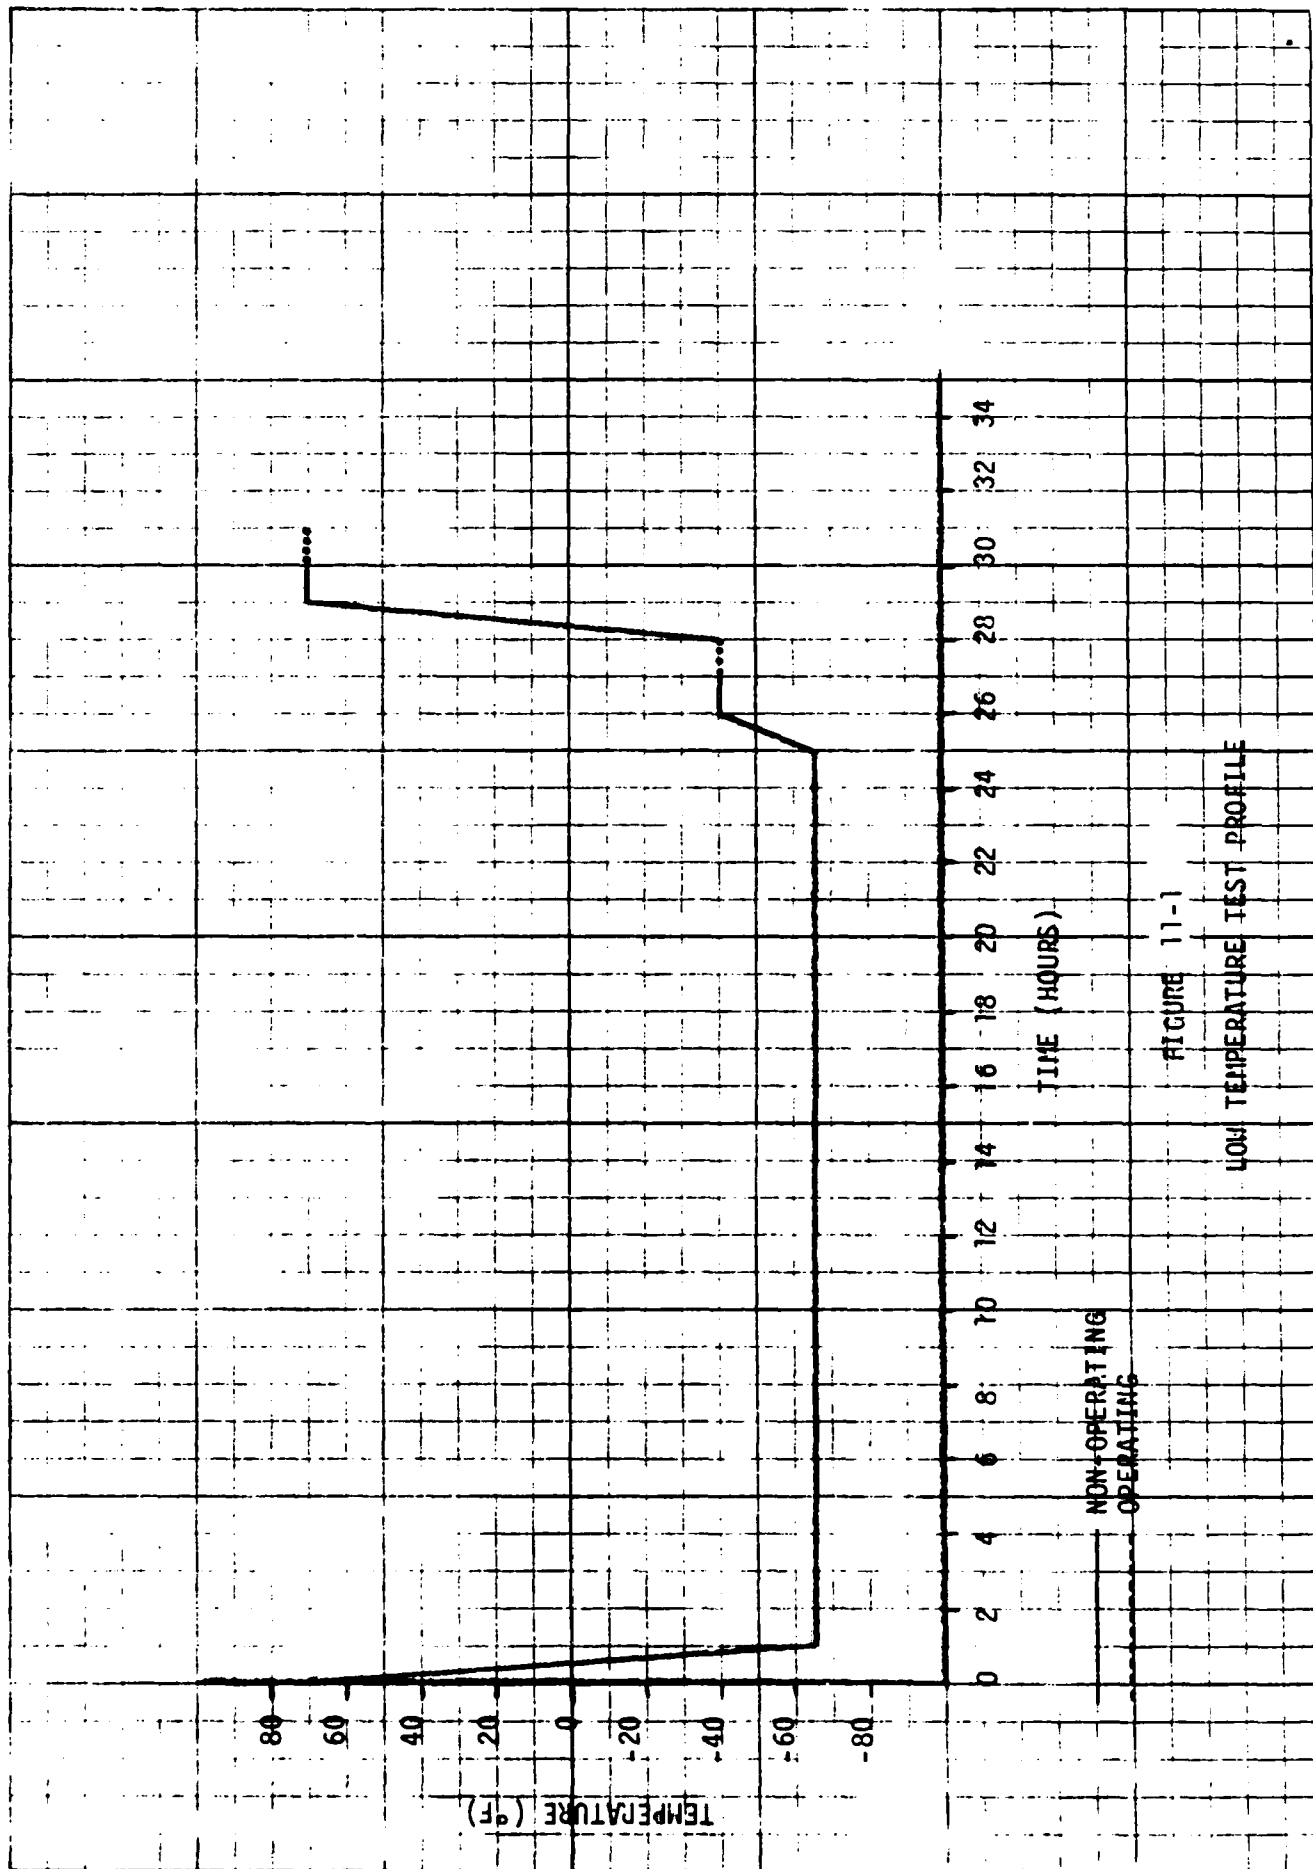 TEMPERATURE (°F)
80
60
40
20
0
-20
-40
-60
-80
0 2 4 6 8 10 12 14 16 18 20 22 24 26 28 30 32 34
TIME (HOURS)
NON-OPERATING
OPERATING
FIGURE 11-1
LOW TEMPERATURE TEST PROFILE